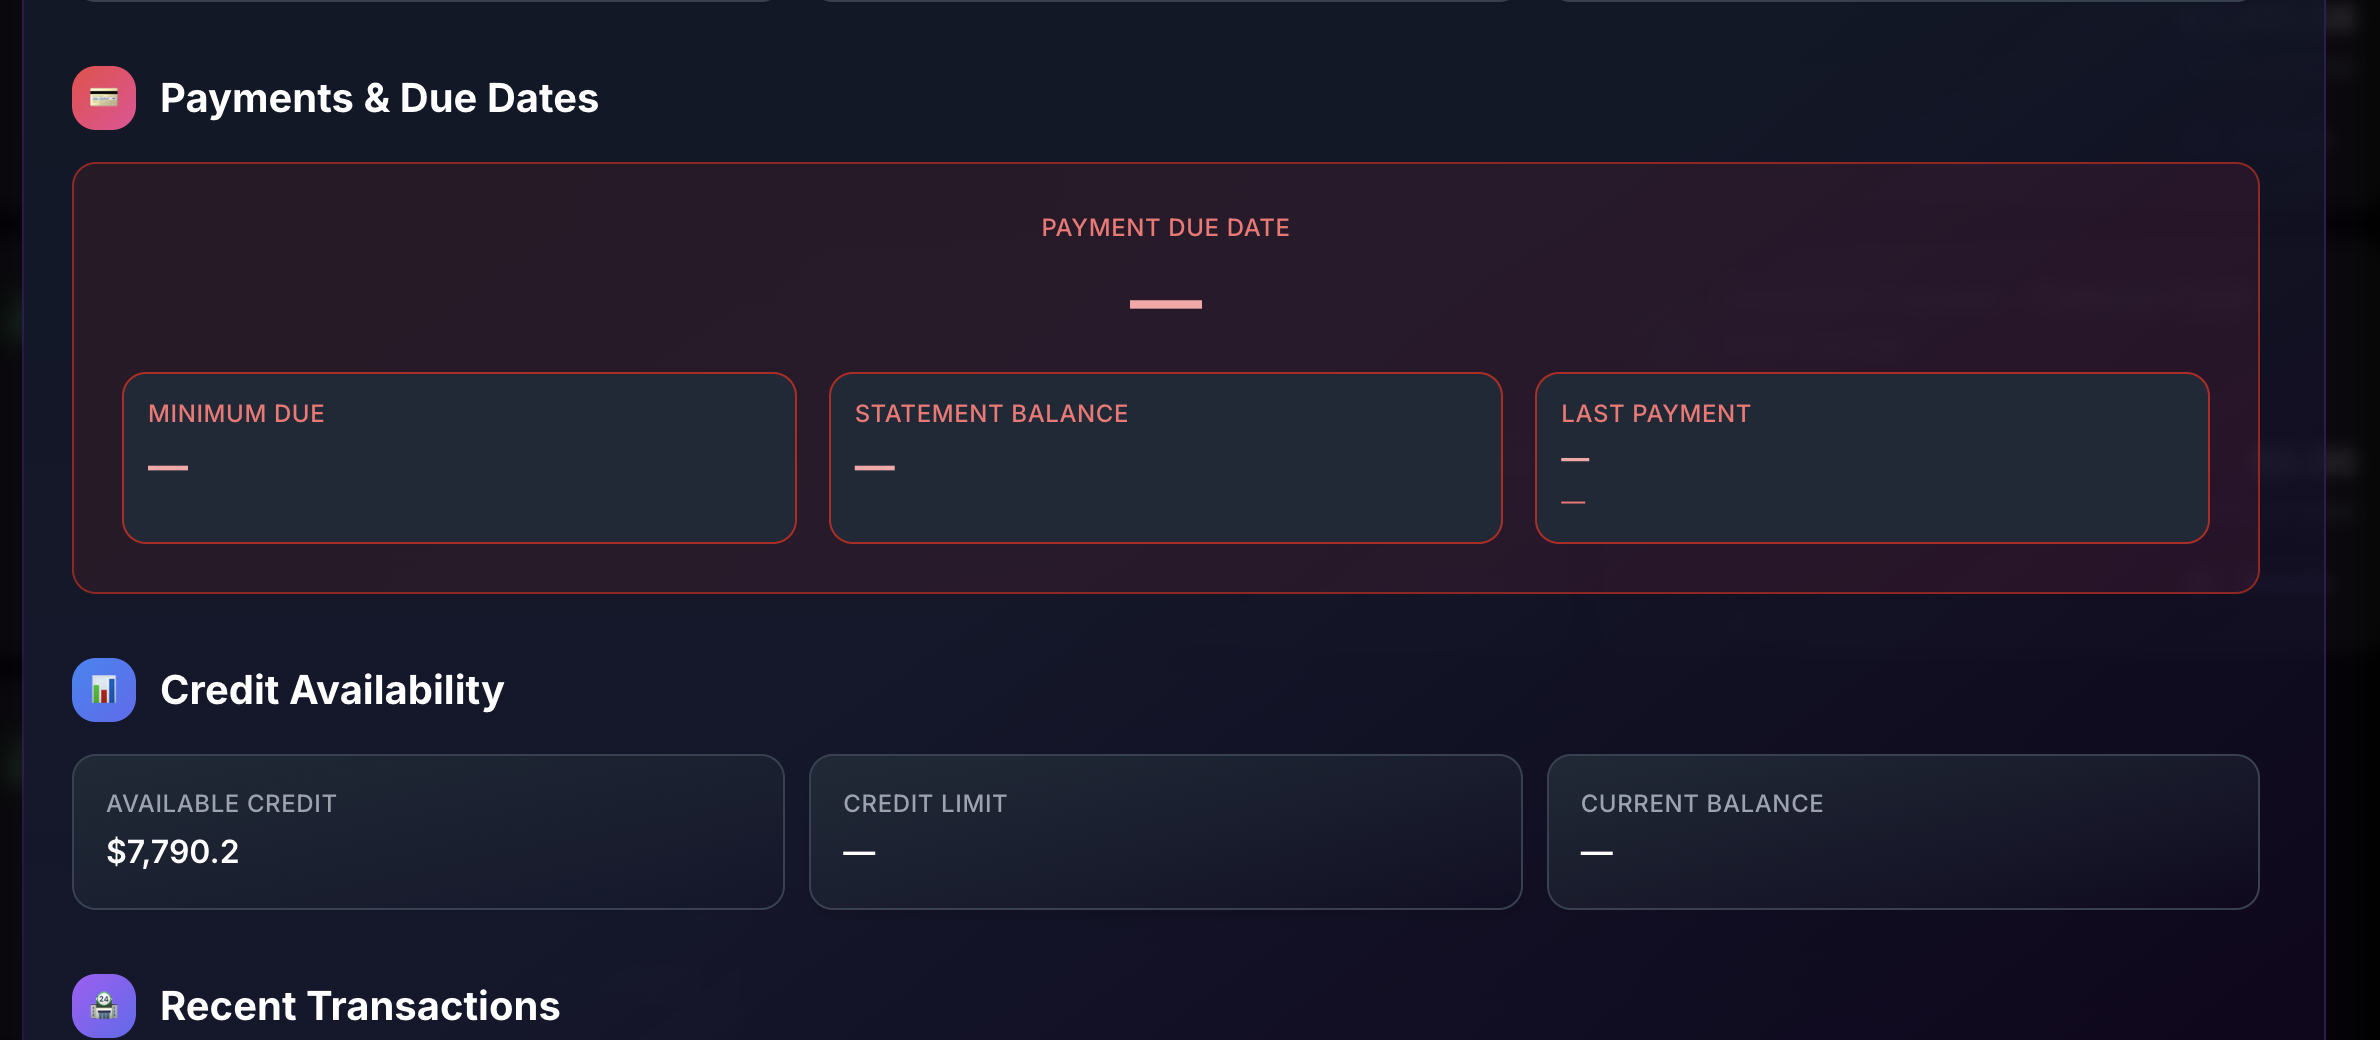 Payments & Due Dates
PAYMENT DUE DATE
—
MINIMUM DUE
—
STATEMENT BALANCE
—
LAST PAYMENT
—
—
Credit Availability
AVAILABLE CREDIT
$7,790.2
CREDIT LIMIT
—
CURRENT BALANCE
—
24
Recent Transactions